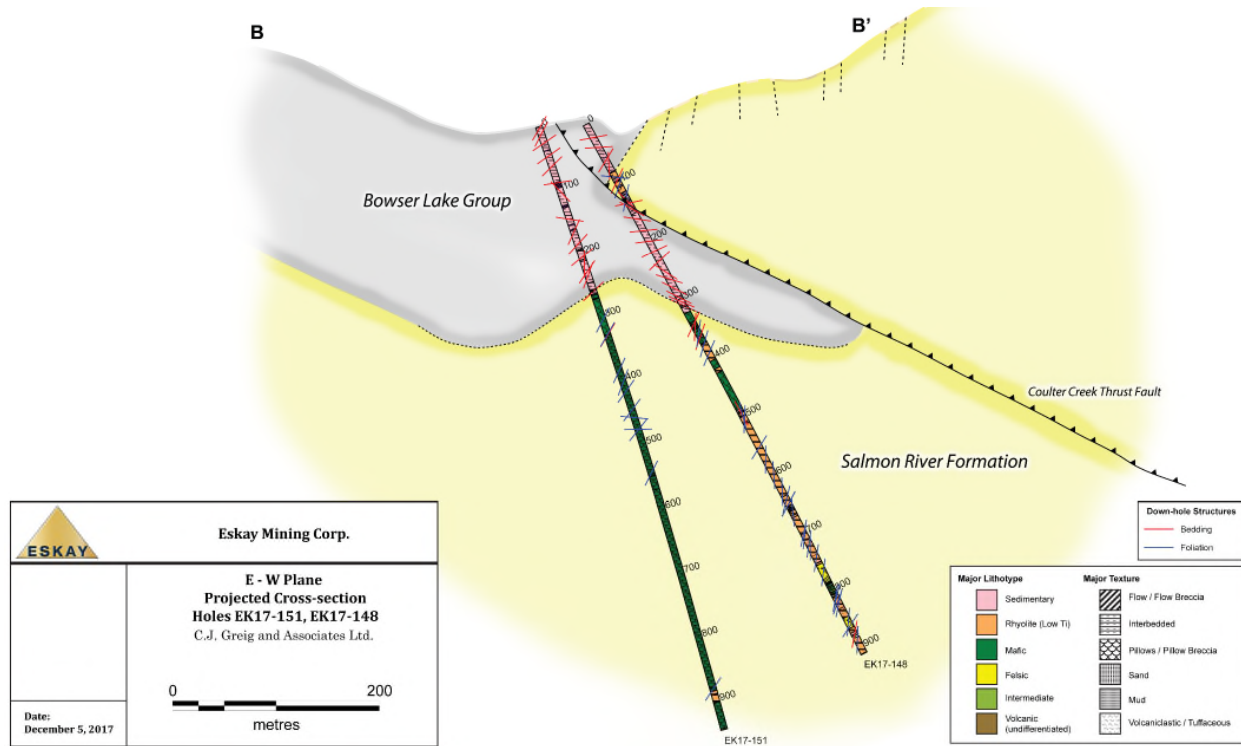 B
B'
0
0
100
100
Bowser Lake Group
200
200
300
300
400
400
Coulter Creek Thrust Fault
500
500
Salmon River Formation
600
600
700
700
800
800
900
900
EK17-148
EK17-151
ESKAY
Eskay Mining Corp.
E - W Plane
Projected Cross-section
Holes EK17-151, EK17-148
C.J. Greig and Associates Ltd.
0 200
metres
Date:
December 5, 2017
Down-hole Structures
Bedding
Foliation
Major Lithotype
Sedimentary
Rhyolite (Low Ti)
Mafic
Felsic
Intermediate
Volcanic
(undifferentiated)
Major Texture
Flow / Flow Breccia
Interbedded
Pillows / Pillow Breccia
Sand
Mud
Volcaniclastic / Tuffaceous